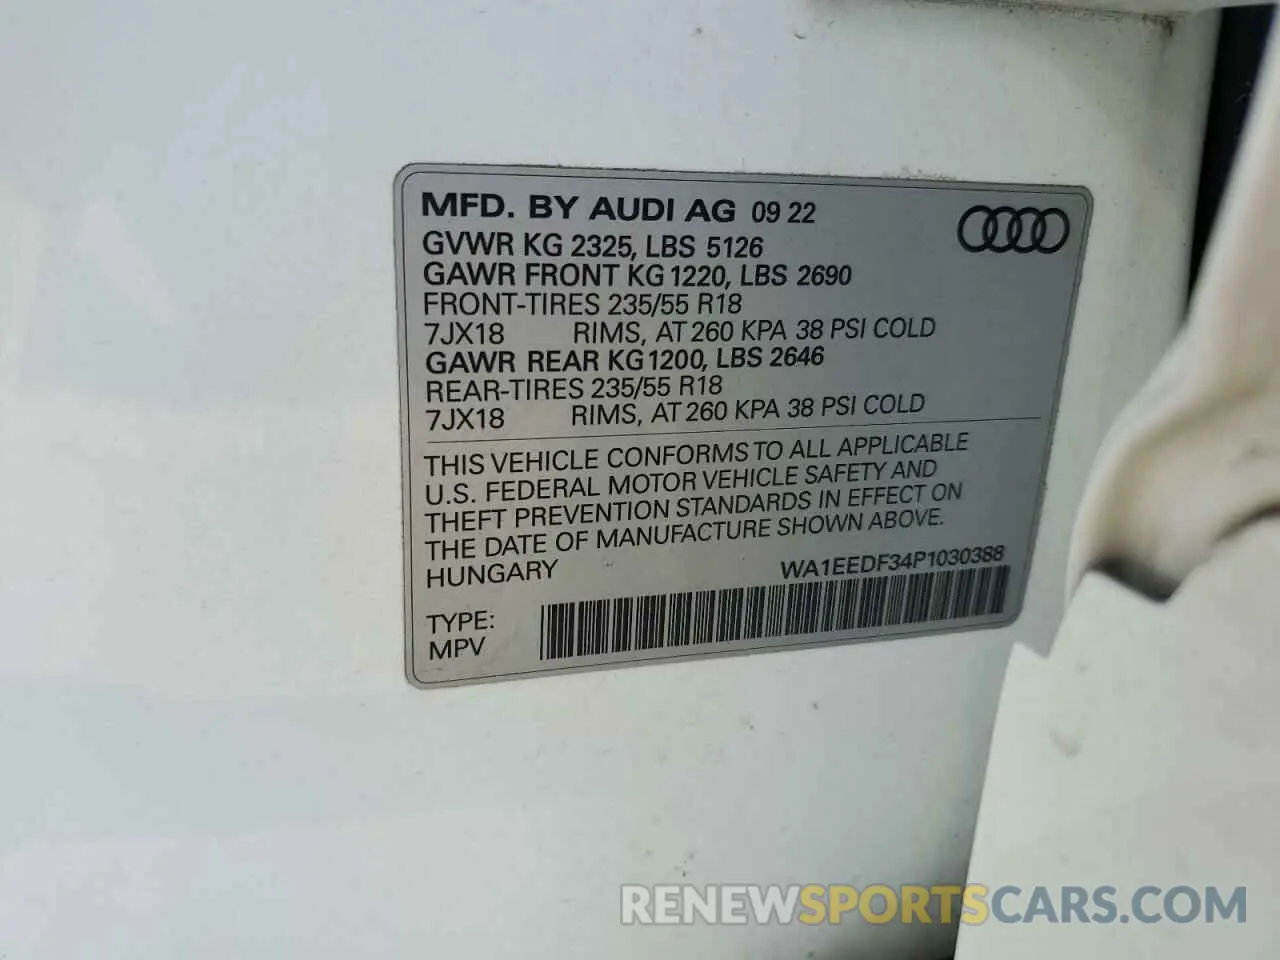 MFD. BY AUDI AG 09 22
GVWR KG 2325, LBS 5126
GAWR FRONT KG 1220, LBS 2690
FRONT-TIRES 235/55 R18
7JX18 RIMS, AT 260 KPA 38 PSI COLD
GAWR REAR KG 1200, LBS 2646
REAR-TIRES 235/55 R18
7JX18 RIMS, AT 260 KPA 38 PSI COLD
THIS VEHICLE CONFORMS TO ALL APPLICABLE
U.S. FEDERAL MOTOR VEHICLE SAFETY AND
THEFT PREVENTION STANDARDS IN EFFECT ON
THE DATE OF MANUFACTURE SHOWN ABOVE.
HUNGARY WA1EEDF34P1030388
TYPE:
MPV
RENEWSPORTSCARS.COM